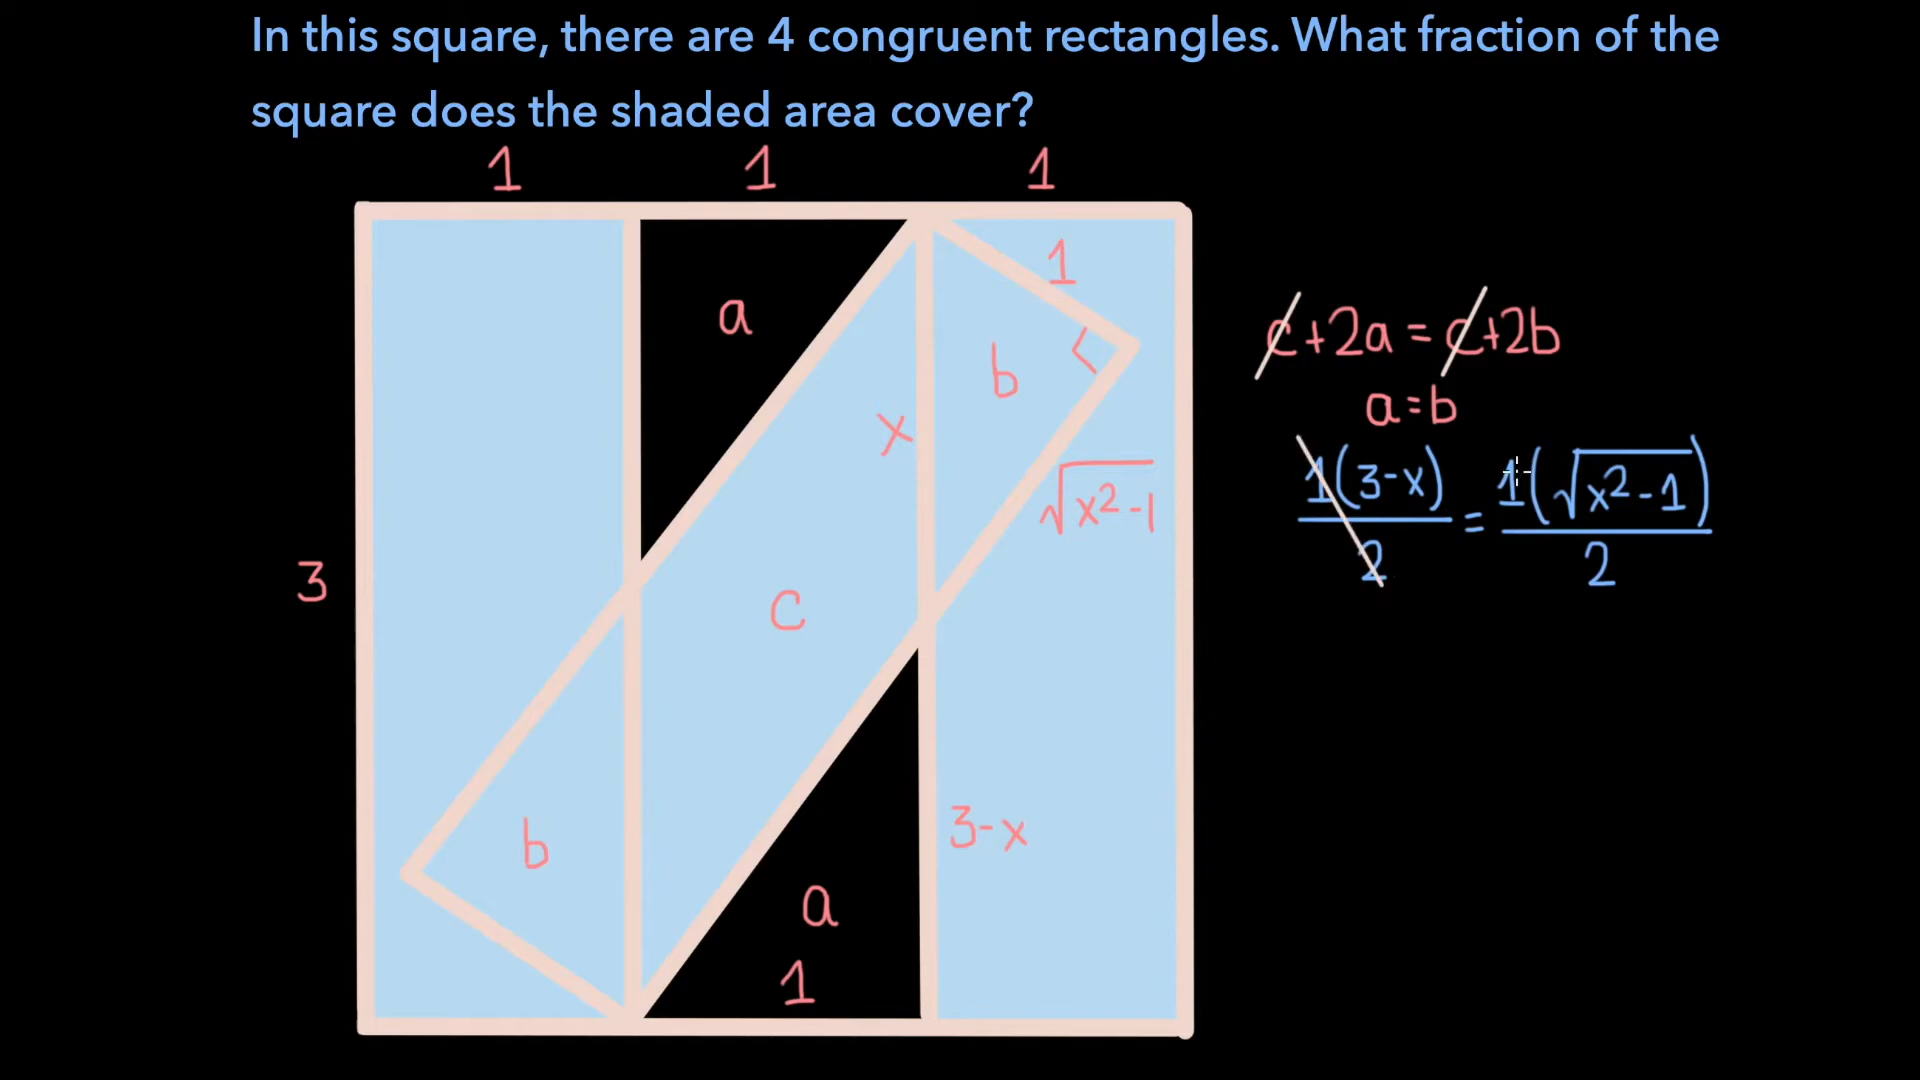 In this square, there are 4 congruent rectangles. What fraction of the
square does the shaded area cover?
1 1 1
1
a
b
x
√x²-1
3
c
b
3-x
a
1
c+2a=c+2b
a=b
1(3-x)/2 = 1(√x²-1)/2